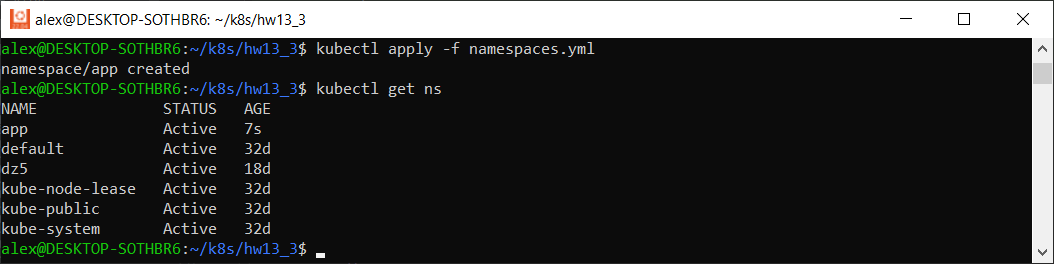 alex@DESKTOP-SOTHBR6: ~/k8s/hw13_3
alex@DESKTOP-SOTHBR6:~/k8s/hw13_3$ kubectl apply -f namespaces.yml
namespace/app created
alex@DESKTOP-SOTHBR6:~/k8s/hw13_3$ kubectl get ns
NAME              STATUS   AGE
app               Active   7s
default           Active   32d
dz5               Active   18d
kube-node-lease   Active   32d
kube-public       Active   32d
kube-system       Active   32d
alex@DESKTOP-SOTHBR6:~/k8s/hw13_3$